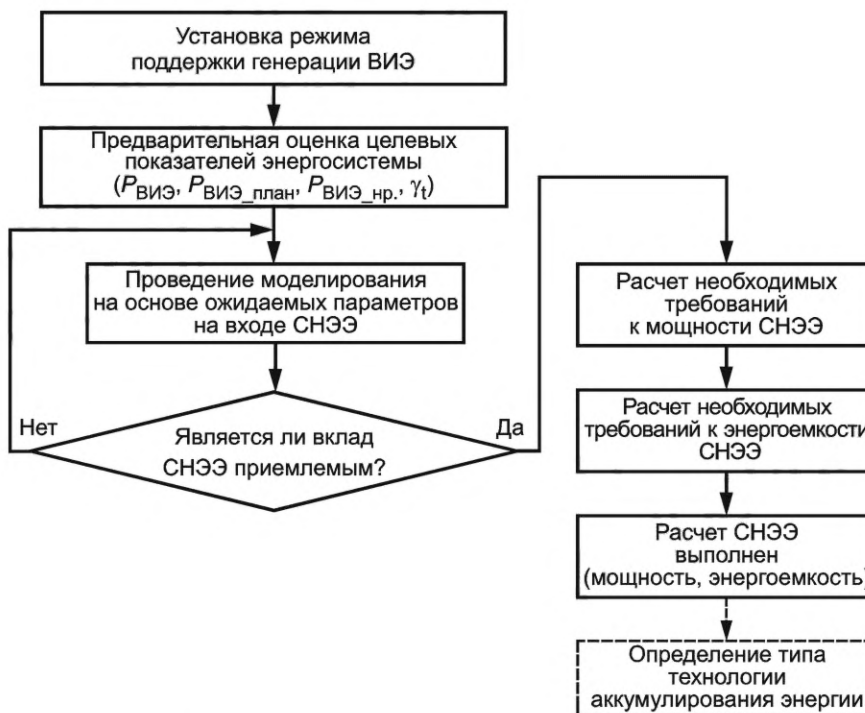 Установка режима
поддержки генерации ВИЭ
Предварительная оценка целевых
показателей энергосистемы
(PВИЭ, PВИЭ_план, PВИЭ_нр., γt)
Проведение моделирования
на основе ожидаемых параметров
на входе СНЭЭ
Нет
Является ли вклад
СНЭЭ приемлемым?
Да
Расчет необходимых
требований
к мощности СНЭЭ
Расчет необходимых
требований к энергоемкости
СНЭЭ
Расчет СНЭЭ
выполнен
(мощность, энергоемкость)
Определение типа
технологии
аккумулирования энергии